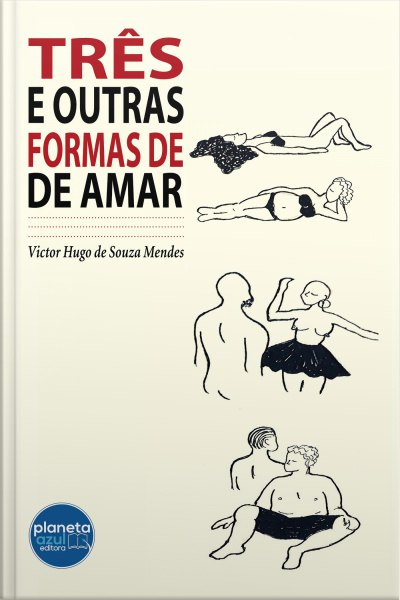 TRÊS
E OUTRAS
FORMAS DE
DE AMAR
Victor Hugo de Souza Mendes
planeta
azul
editora